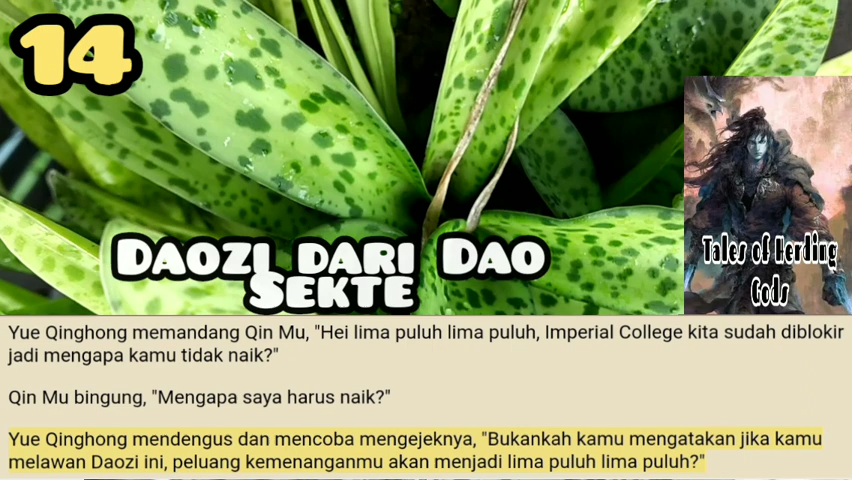 14
DAOZI DARI DAO
SEKTE
Tales of Herding
Gods
Yue Qinghong memandang Qin Mu, "Hei lima puluh lima puluh, Imperial College kita sudah diblokir
jadi mengapa kamu tidak naik?"
Qin Mu bingung, "Mengapa saya harus naik?"
Yue Qinghong mendengus dan mencoba mengejeknya, "Bukankah kamu mengatakan jika kamu
melawan Daozi ini, peluang kemenanganmu akan menjadi lima puluh lima puluh?"